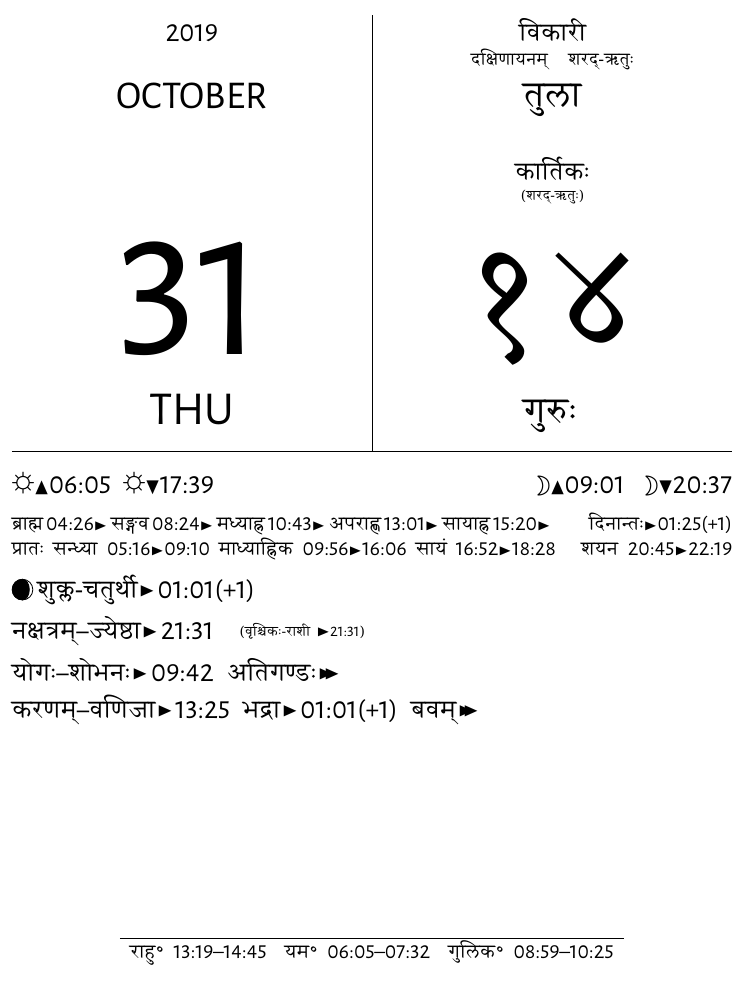 2019
OCTOBER
31
THU
विकारी
दक्षिणायनम् शरद्-ऋतुः
तुला
कार्तिकः
(शरद्-ऋतुः)
१४
गुरुः
☼▲06:05 ☼▼17:39 ☽▲09:01 ☽▼20:37
ब्राह्म 04:26► सङ्गव 08:24► मध्याह्न 10:43► अपराह्ण 13:01► सायाह्न 15:20► दिनान्तः►01:25(+1)
प्रातः सन्ध्या 05:16►09:10 माध्याह्निक 09:56►16:06 सायं 16:52►18:28 शयन 20:45►22:19
शुक्ल-चतुर्थी►01:01(+1)
नक्षत्रम्–ज्येष्ठा►21:31 (वृश्चिकः-राशी ►21:31)
योगः–शोभनः►09:42 अतिगण्डः►►
करणम्–वणिजा►13:25 भद्रा►01:01(+1) बवम्►►
राहु॰ 13:19–14:45 यम॰ 06:05–07:32 गुलिक॰ 08:59–10:25